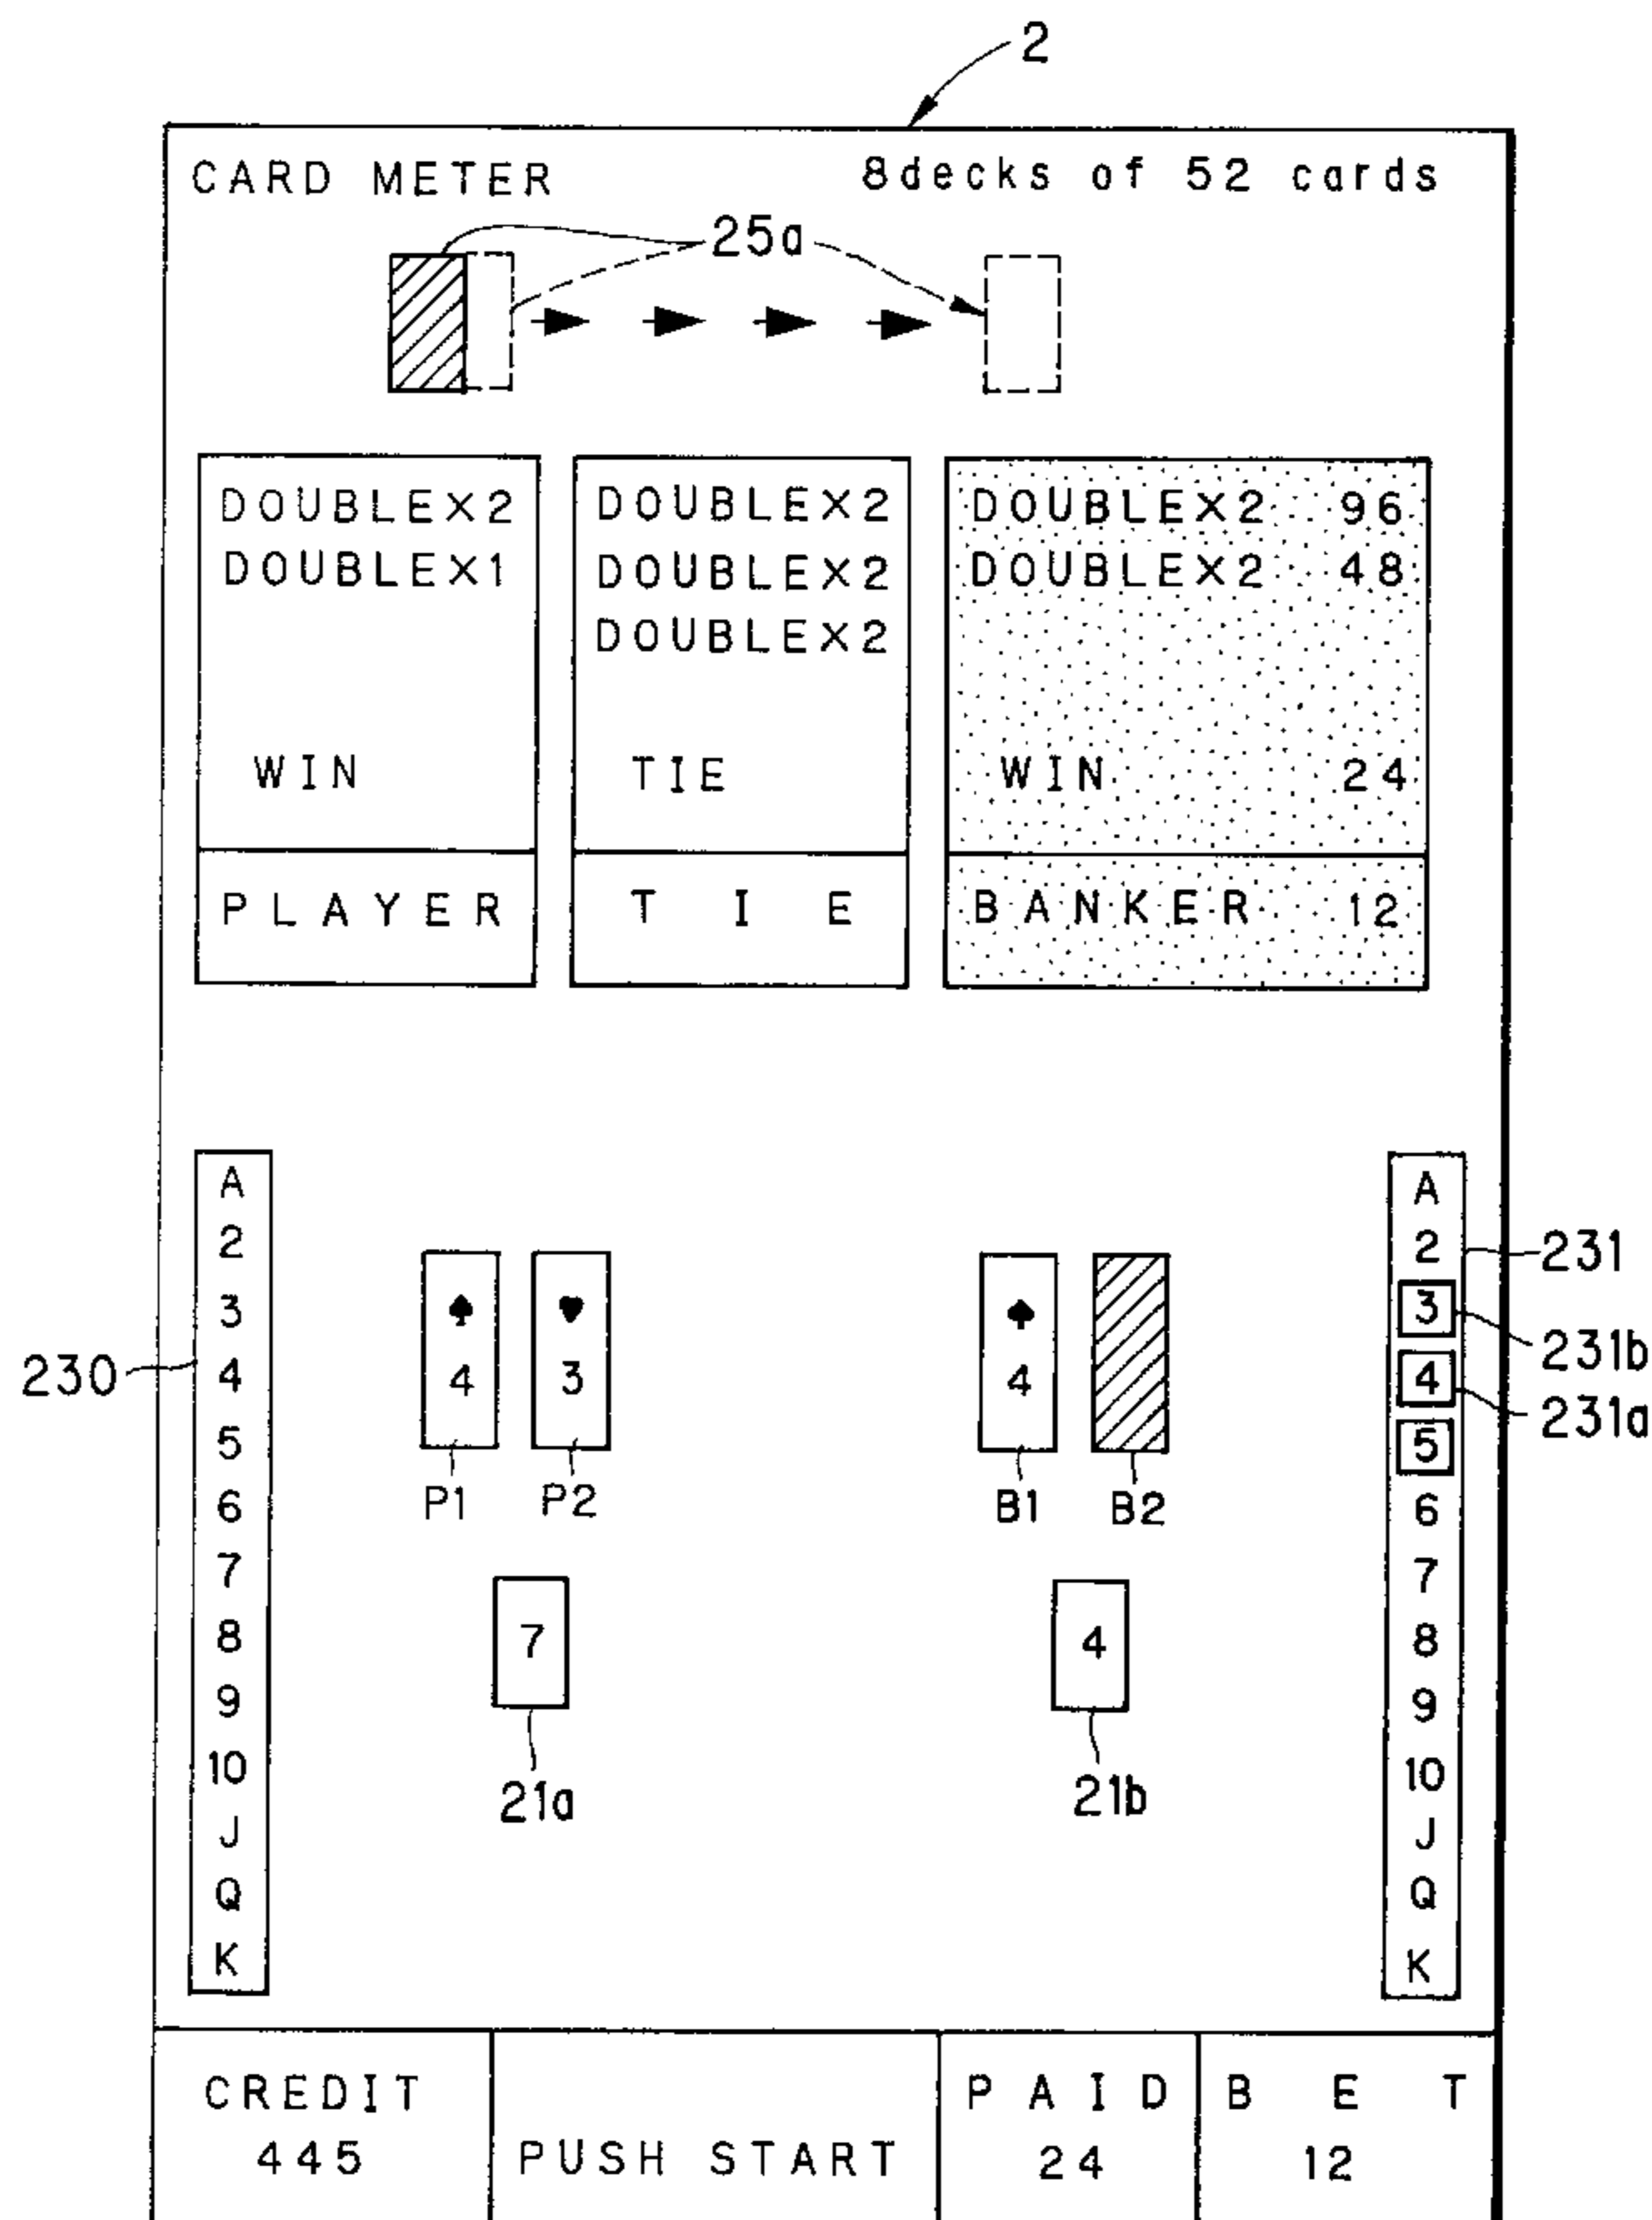 2
CARD METER 8decks of 52 cards
25a
DOUBLEX2 DOUBLEX2 DOUBLEX2 96
DOUBLEX1 DOUBLEX2 DOUBLEX2 48
DOUBLEX2
WIN TIE WIN 24
PLAYER TIE BANKER 12
A
2
3
4
5
6
7
8
9
10
J
Q
K
230
♠ ♥ ♠
4 3 4
P1 P2 B1 B2
7 4
21a 21b
A
2
3
4
5
6
7
8
9
10
J
Q
K
231
231b
231a
CREDIT PAID BET
445 PUSH START 24 12